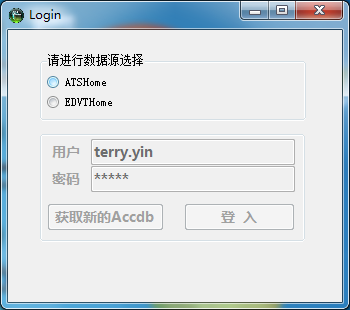 Login
请进行数据源选择
ATSHome
EDVTHome
用户 terry.yin
密码 *****
获取新的Accdb 登 入